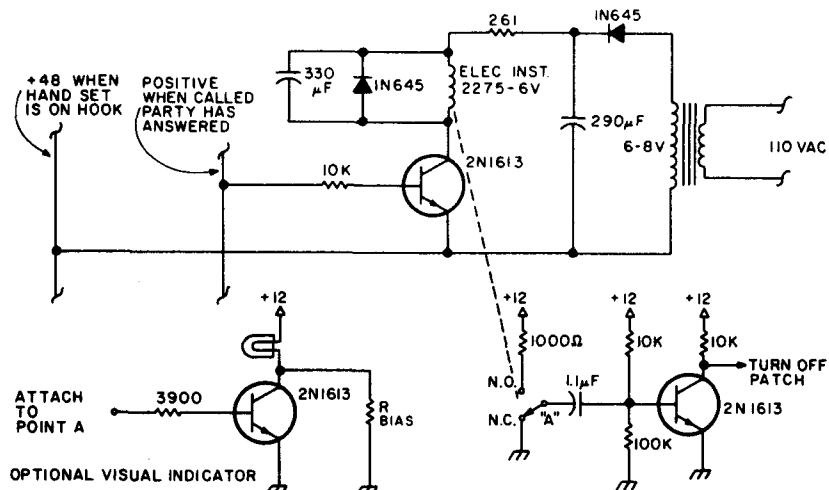 +48 WHEN
HAND SET
IS ON HOOK
POSITIVE
WHEN CALLED
PARTY HAS
ANSWERED
330
µF
1N645
261
ELEC INST.
2275-6V
1N645
290µF
6-8V
110 VAC
10K
2N1613
+12
ATTACH
TO
POINT A
3900
2N1613
R
BIAS
OPTIONAL VISUAL INDICATOR
+12
1000Ω
N.O.
N.C.
"A"
1.1µF
+12
10K
100K
+12
10K
TURN OFF
PATCH
2N1613